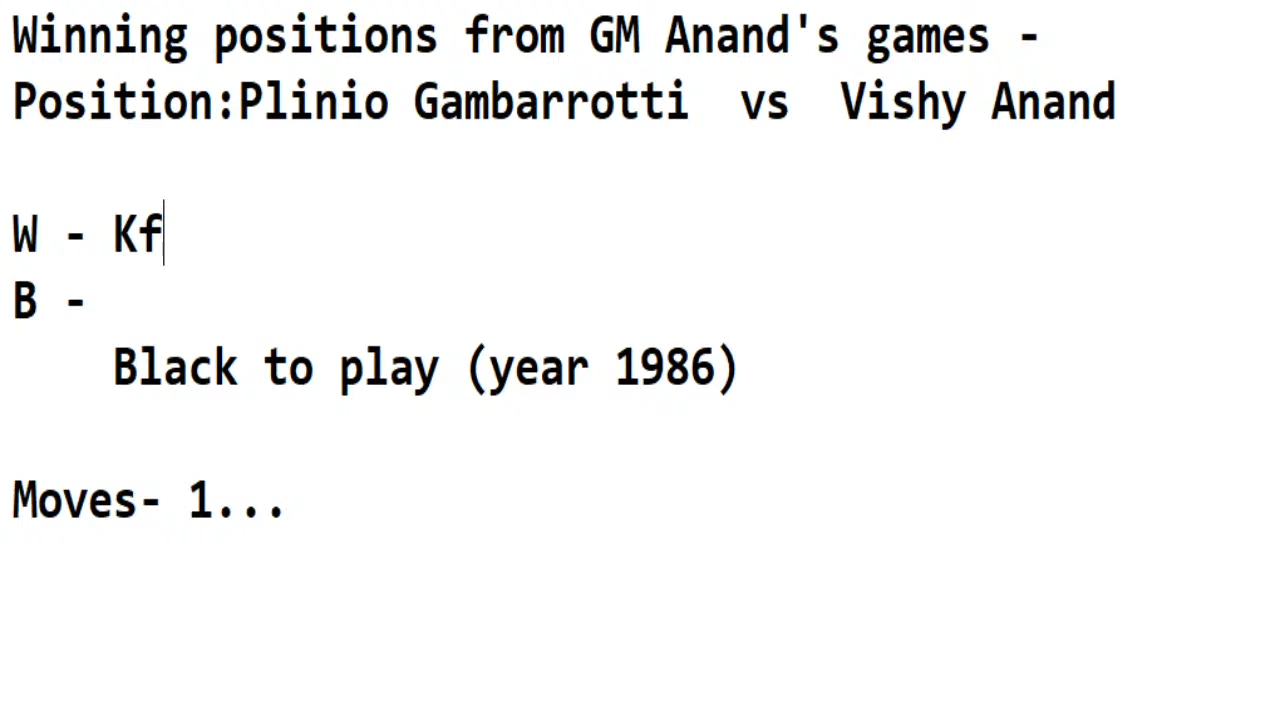 Winning positions from GM Anand's games -
Position:Plinio Gambarrotti  vs  Vishy Anand
W - Kf
B -
Black to play (year 1986)
Moves- 1...